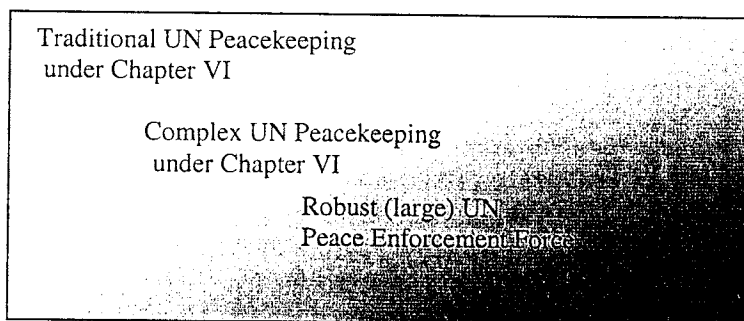 Traditional UN Peacekeeping
under Chapter VI
Complex UN Peacekeeping
under Chapter VI
Robust (large) UN
Peace Enforcement Force